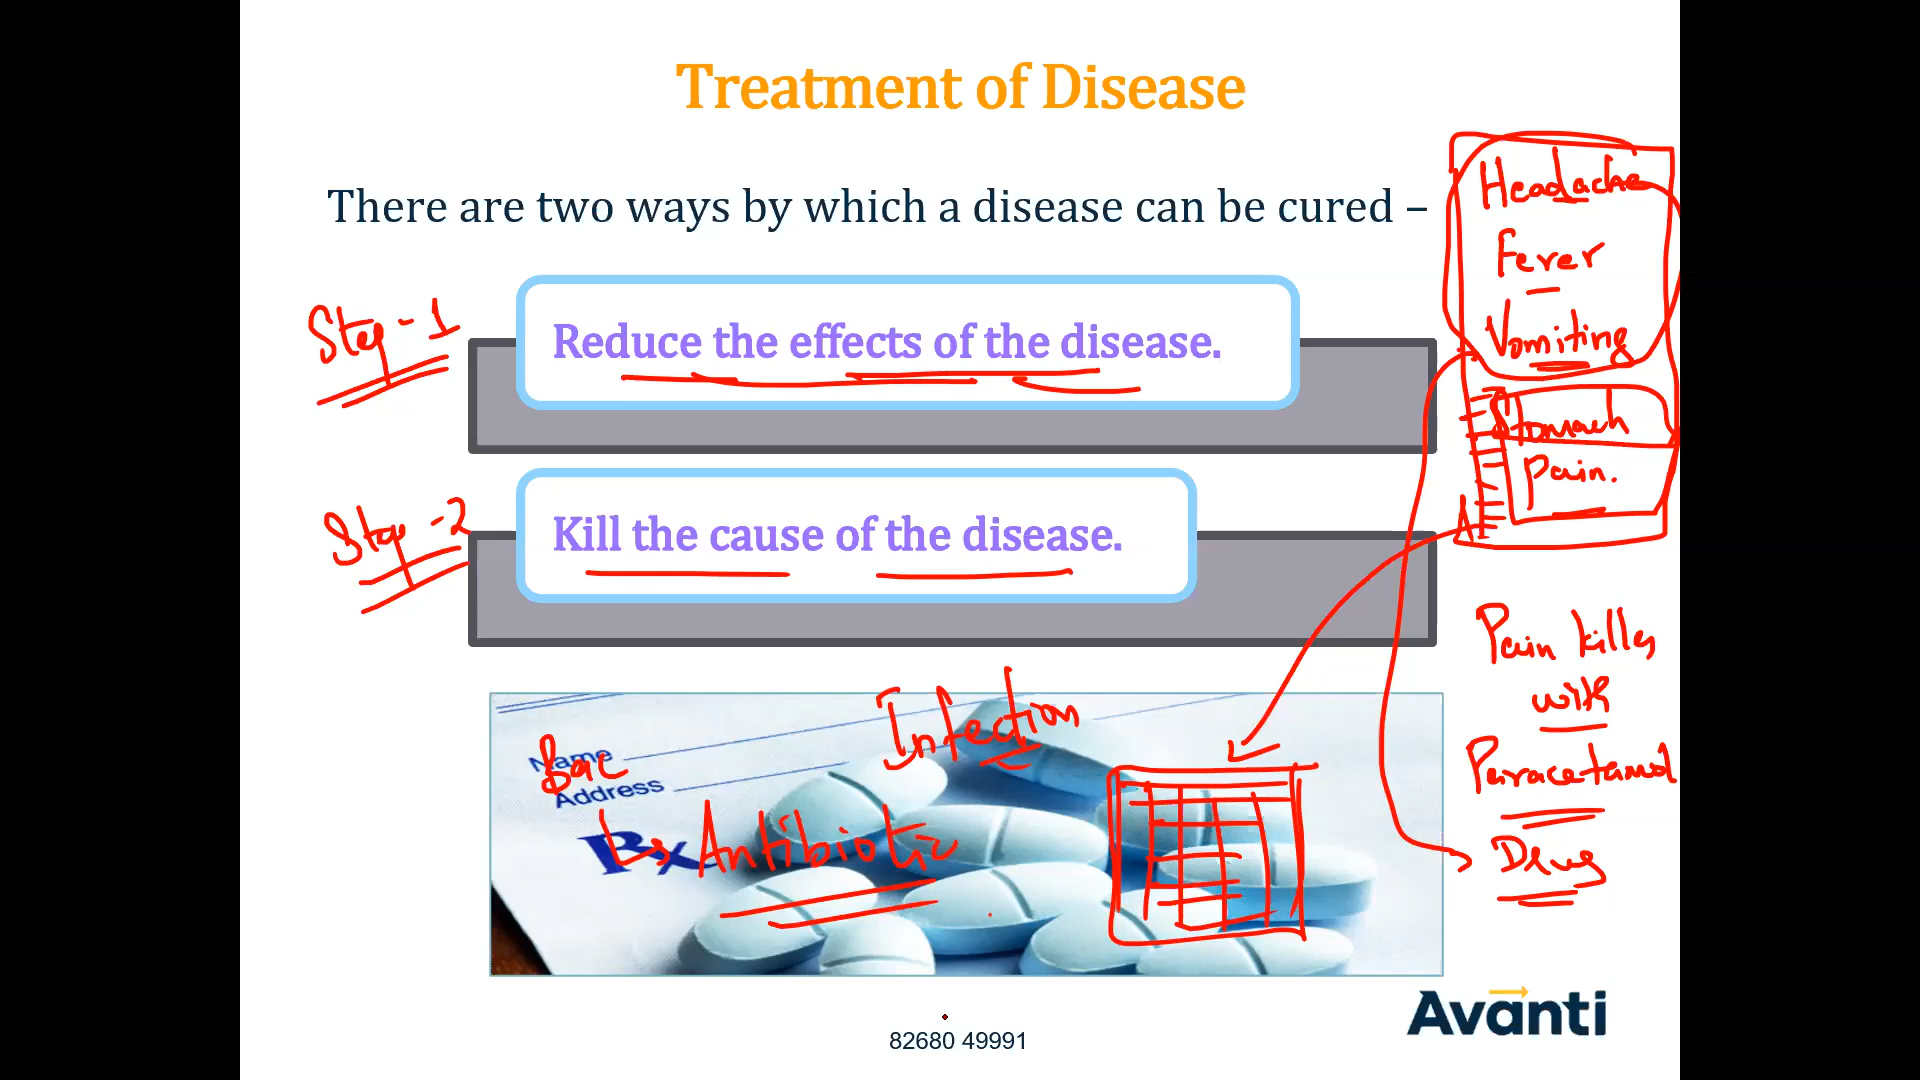 Treatment of Disease
There are two ways by which a disease can be cured –
Step-1
Reduce the effects of the disease.
Step-2
Kill the cause of the disease.
Headache
Fever
Vomiting
Stomach
Pain.
Pain killer
with
Paracetamol
Drug
Infection
Name
Bac
Address
Rx
Antibiotic
Avanti
82680 49991